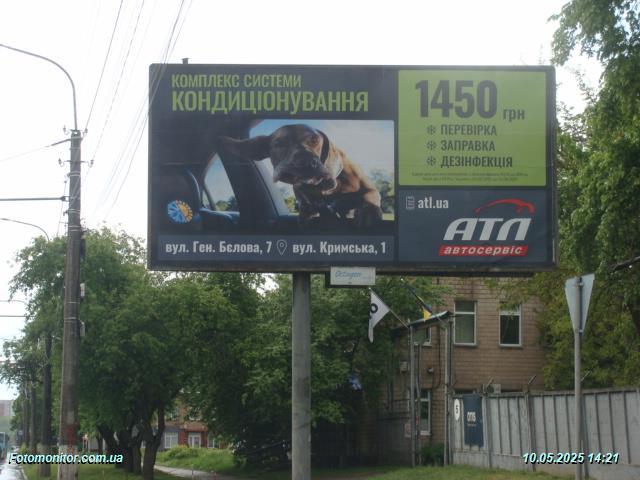 КОМПЛЕКС СИСТЕМИ
КОНДИЦІОНУВАННЯ
1450 грн
ПЕРЕВІРКА
ЗАПРАВКА
ДЕЗІНФЕКЦІЯ
atl.ua
АТЛ
автосервіс
вул. Ген. Бєлова, 7 вул. Кримська, 1
Octagon
5
Fotomonitor.com.ua
10.05.2025 14:21